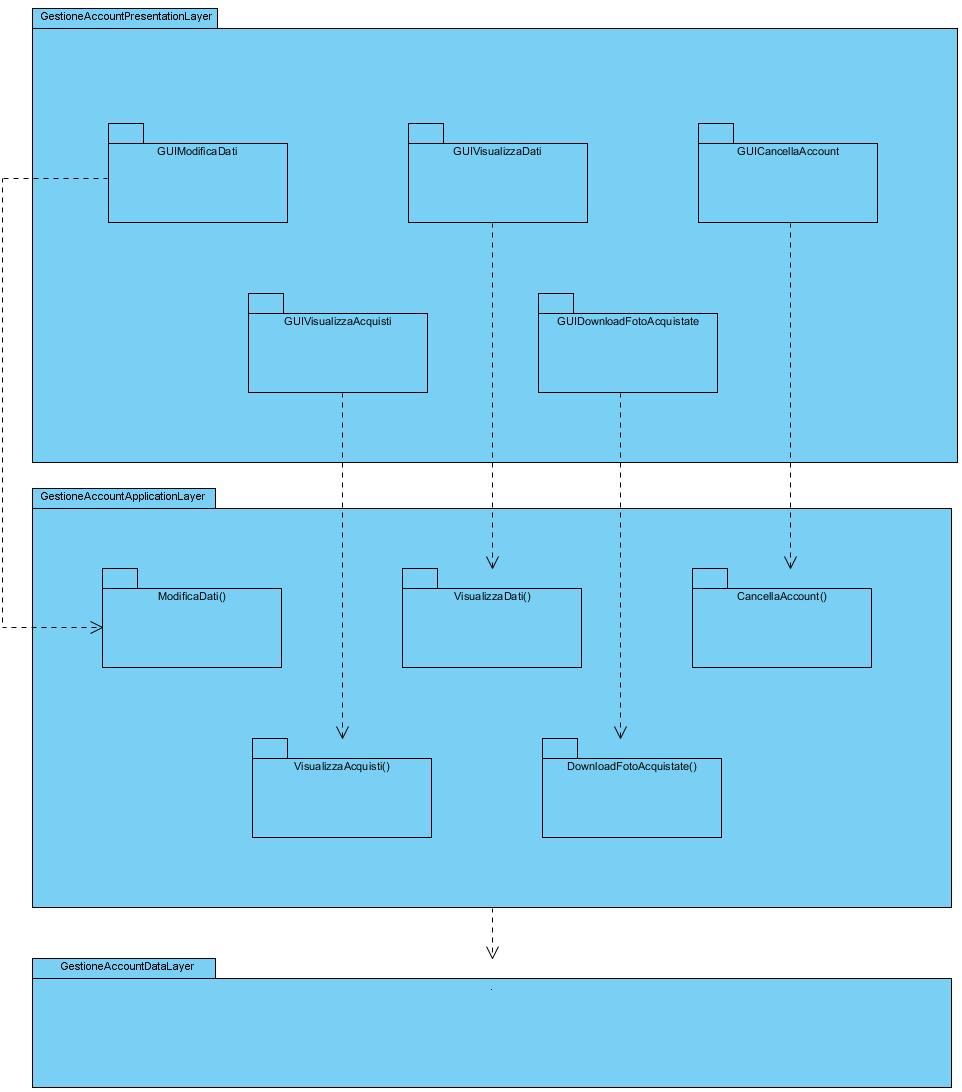 GestioneAccountPresentationLayer
GUIModificaDati
GUIVisualizzaDati
GUICancellaAccount
GUIVisualizzaAcquisti
GUIDownloadFotoAcquistate
GestioneAccountApplicationLayer
ModificaDati()
VisualizzaDati()
CancellaAccount()
VisualizzaAcquisti()
DownloadFotoAcquistate()
GestioneAccountDataLayer
.